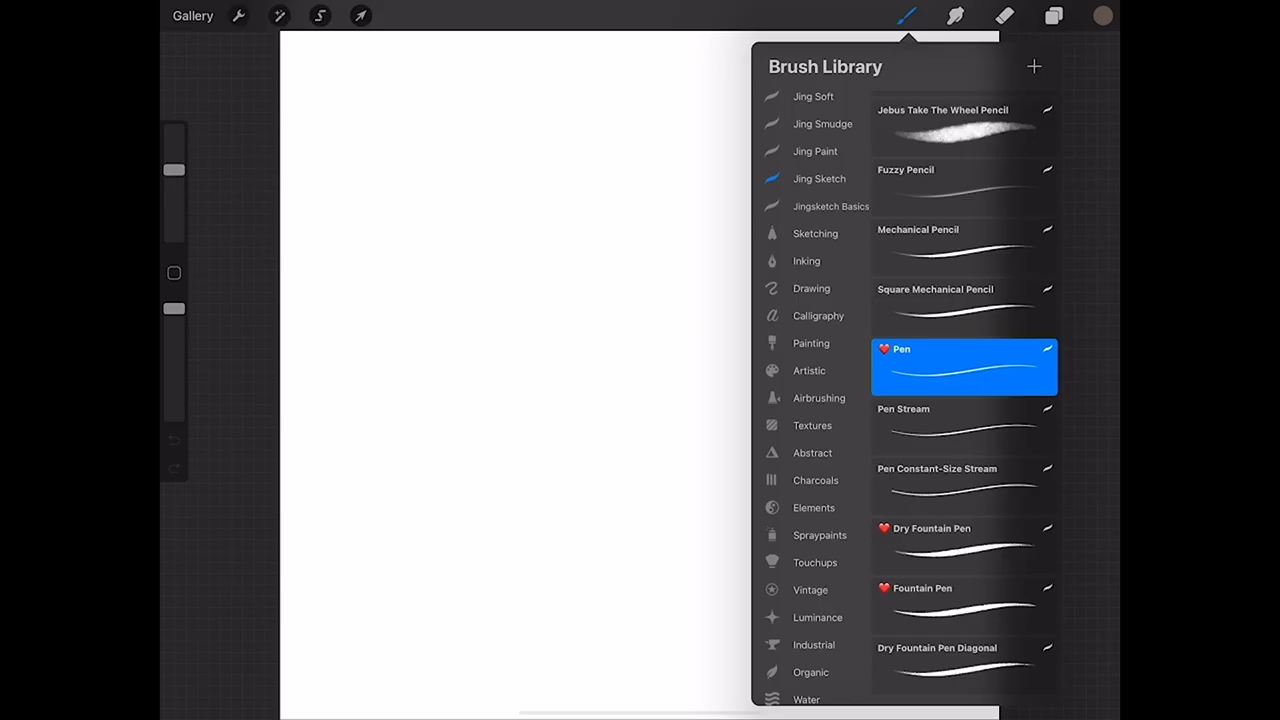 Gallery
Brush Library
Jing Soft
Jing Smudge
Jing Paint
Jing Sketch
Jingsketch Basics
Sketching
Inking
Drawing
Calligraphy
Painting
Artistic
Airbrushing
Textures
Abstract
Charcoals
Elements
Spraypaints
Touchups
Vintage
Luminance
Industrial
Organic
Water
Jebus Take The Wheel Pencil
Fuzzy Pencil
Mechanical Pencil
Square Mechanical Pencil
❤️ Pen
Pen Stream
Pen Constant-Size Stream
❤️ Dry Fountain Pen
❤️ Fountain Pen
Dry Fountain Pen Diagonal